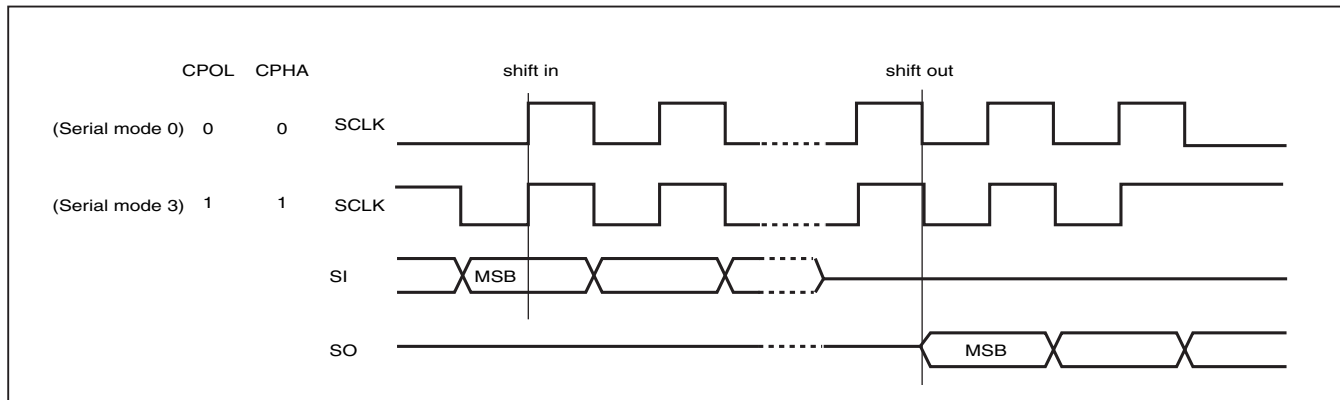 CPOL CPHA shift in shift out
(Serial mode 0) 0 0 SCLK
(Serial mode 3) 1 1 SCLK
SI MSB
SO MSB